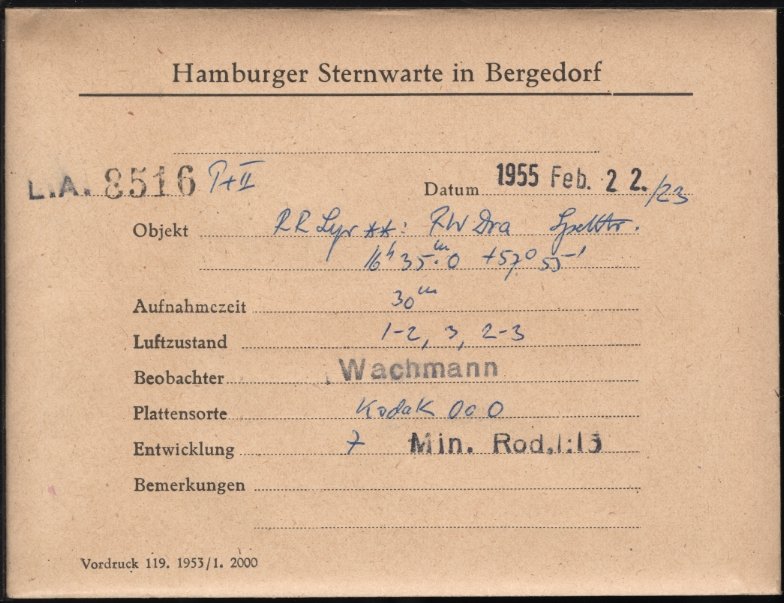 Hamburger Sternwarte in Bergedorf
L.A. 8516 I+II Datum 1955 Feb. 22./23
Objekt RR Lyr **: RW Dra Spektr.
16h 35m.0 +57° 55'
Aufnahmezeit 30m
Luftzustand 1-2, 3, 2-3
Beobachter Wachmann
Plattensorte Kodak OaO
Entwicklung 7 Min. Rod.1:15
Bemerkungen
Vordruck 119. 1953/1. 2000